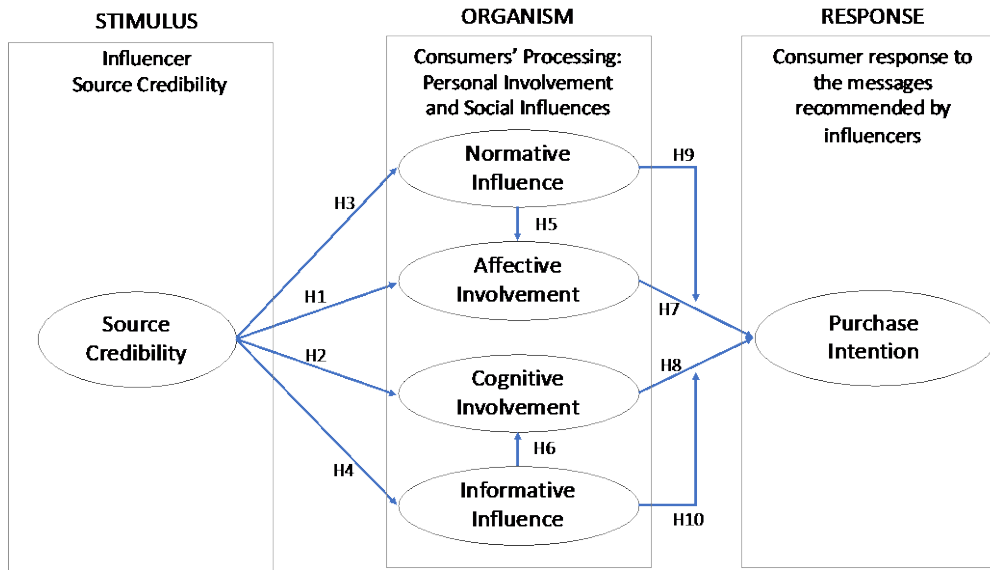 STIMULUS
Influencer
Source Credibility
Source
Credibility
H3
H1
H2
H4
ORGANISM
Consumers' Processing:
Personal Involvement
and Social Influences
Normative
Influence
H5
Affective
Involvement
Cognitive
Involvement
H6
Informative
Influence
H9
H7
H8
H10
RESPONSE
Consumer response to
the messages
recommended by
influencers
Purchase
Intention